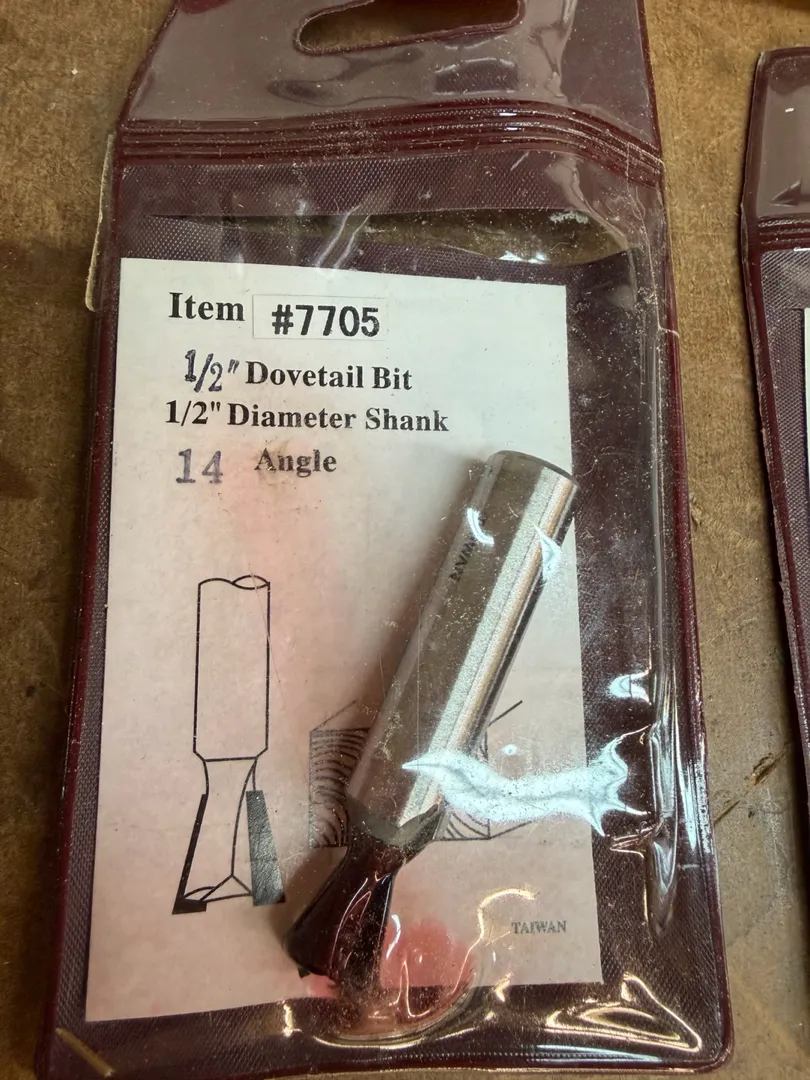 Item #7705
1/2" Dovetail Bit
1/2" Diameter Shank
14 Angle
TAIWAN